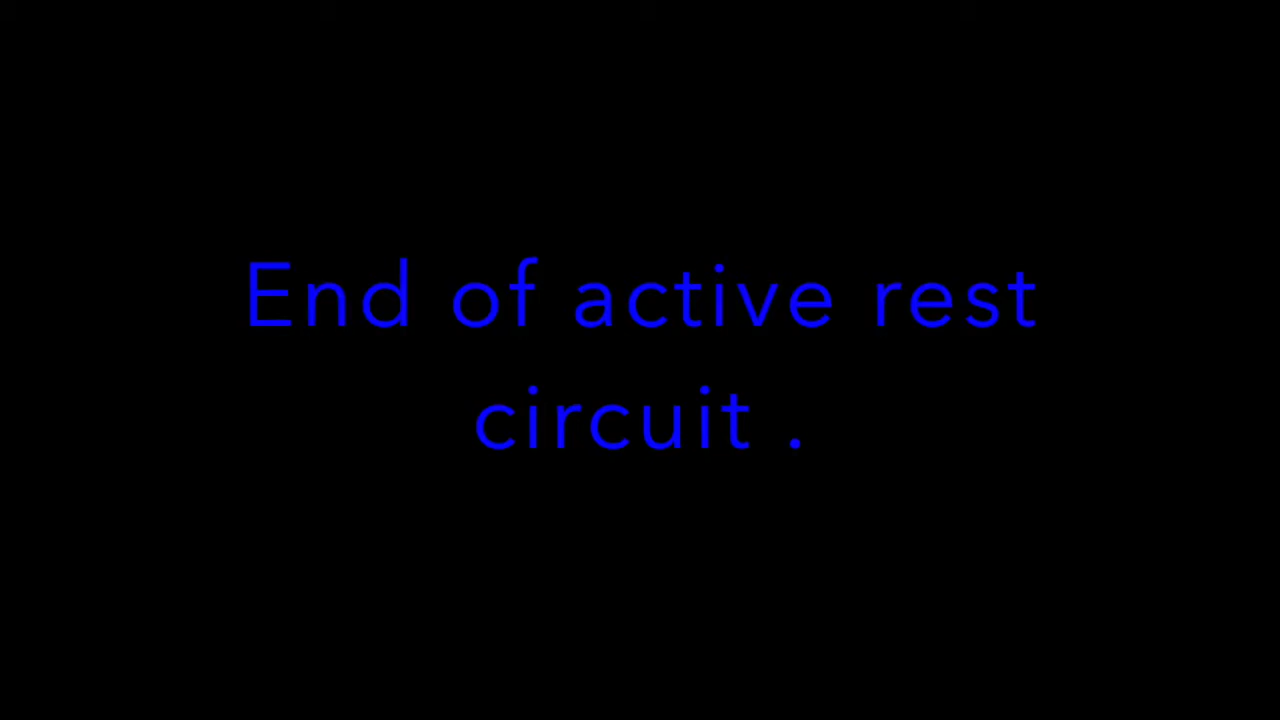 End of active rest
circuit .